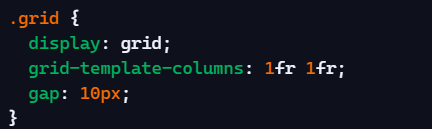 .grid {
  display: grid;
  grid-template-columns: 1fr 1fr;
  gap: 10px;
}